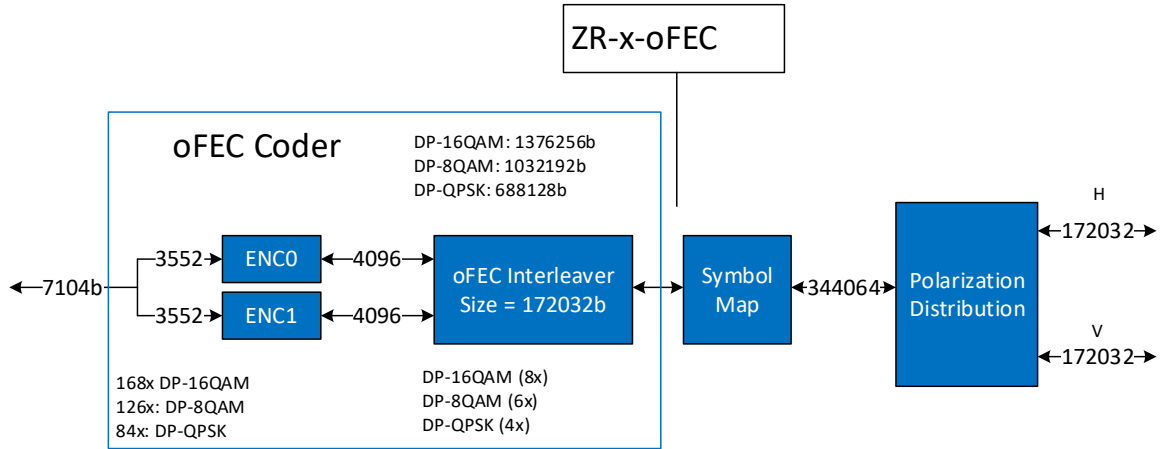 ZR-x-oFEC
oFEC Coder
DP-16QAM: 1376256b
DP-8QAM: 1032192b
DP-QPSK: 688128b
7104b
3552
ENC0
4096
3552
ENC1
4096
oFEC Interleaver
Size = 172032b
Symbol
Map
344064
Polarization
Distribution
H
172032
V
172032
168x DP-16QAM
126x: DP-8QAM
84x: DP-QPSK
DP-16QAM (8x)
DP-8QAM (6x)
DP-QPSK (4x)